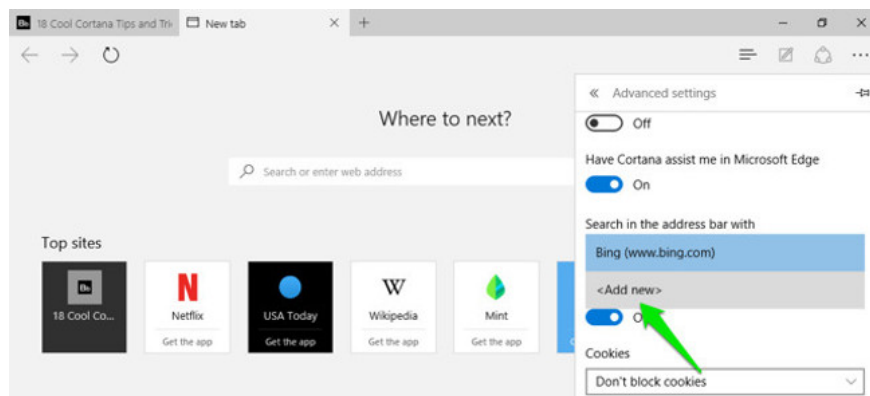 18 Cool Cortana Tips and Tri
New tab
Advanced settings
Off
Where to next?
Have Cortana assist me in Microsoft Edge
On
Search or enter web address
Search in the address bar with
Bing (www.bing.com)
<Add new>
Top sites
18 Cool Co...
Netflix
Get the app
USA Today
Get the app
W
Wikipedia
Get the app
Mint
Get the app
Cookies
Don't block cookies